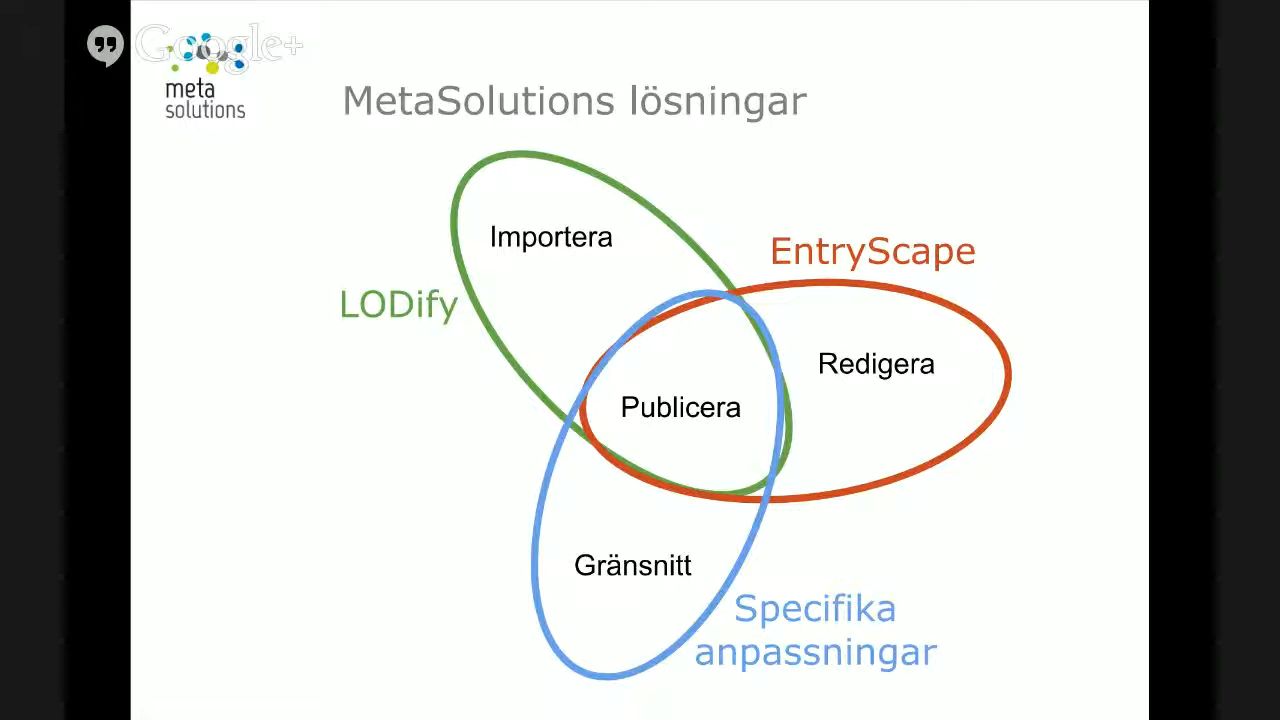 Google+
meta
solutions
MetaSolutions lösningar
Importera
EntryScape
LODify
Redigera
Publicera
Gränsnitt
Specifika
anpassningar